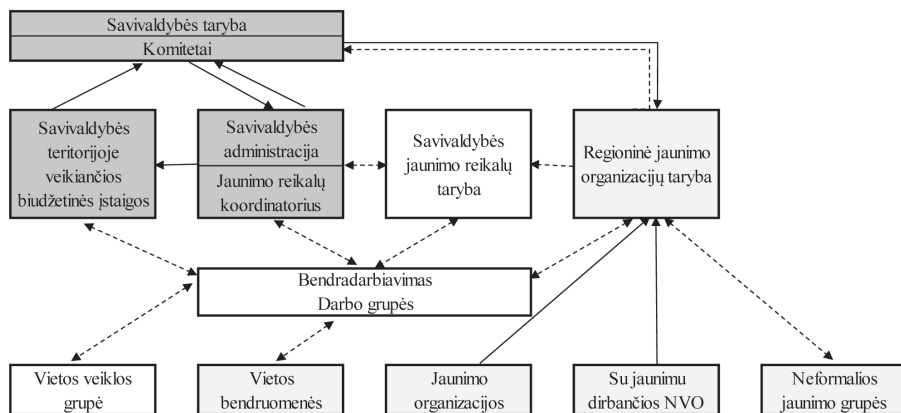 Savivaldybės taryba
Komitetai
Savivaldybės
teritorijoje
veikiančios
biudžetinės įstaigos
Savivaldybės
administracija
Jaunimo reikalų
koordinatorius
Savivaldybės
jaunimo reikalų
taryba
Regioninė jaunimo
organizacijų taryba
Bendradarbiavimas
Darbo grupės
Vietos veiklos
grupė
Vietos
bendruomenės
Jaunimo
organizacijos
Su jaunimu
dirbančios NVO
Neformalios
jaunimo grupės